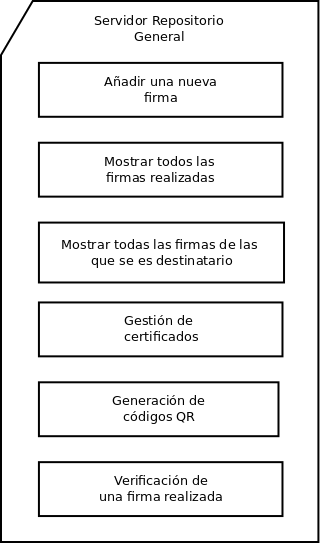 Servidor Repositorio
General
Añadir una nueva
firma
Mostrar todos las
firmas realizadas
Mostrar todas las firmas de las
que se es destinatario
Gestión de
certificados
Generación de
códigos QR
Verificación de
una firma realizada